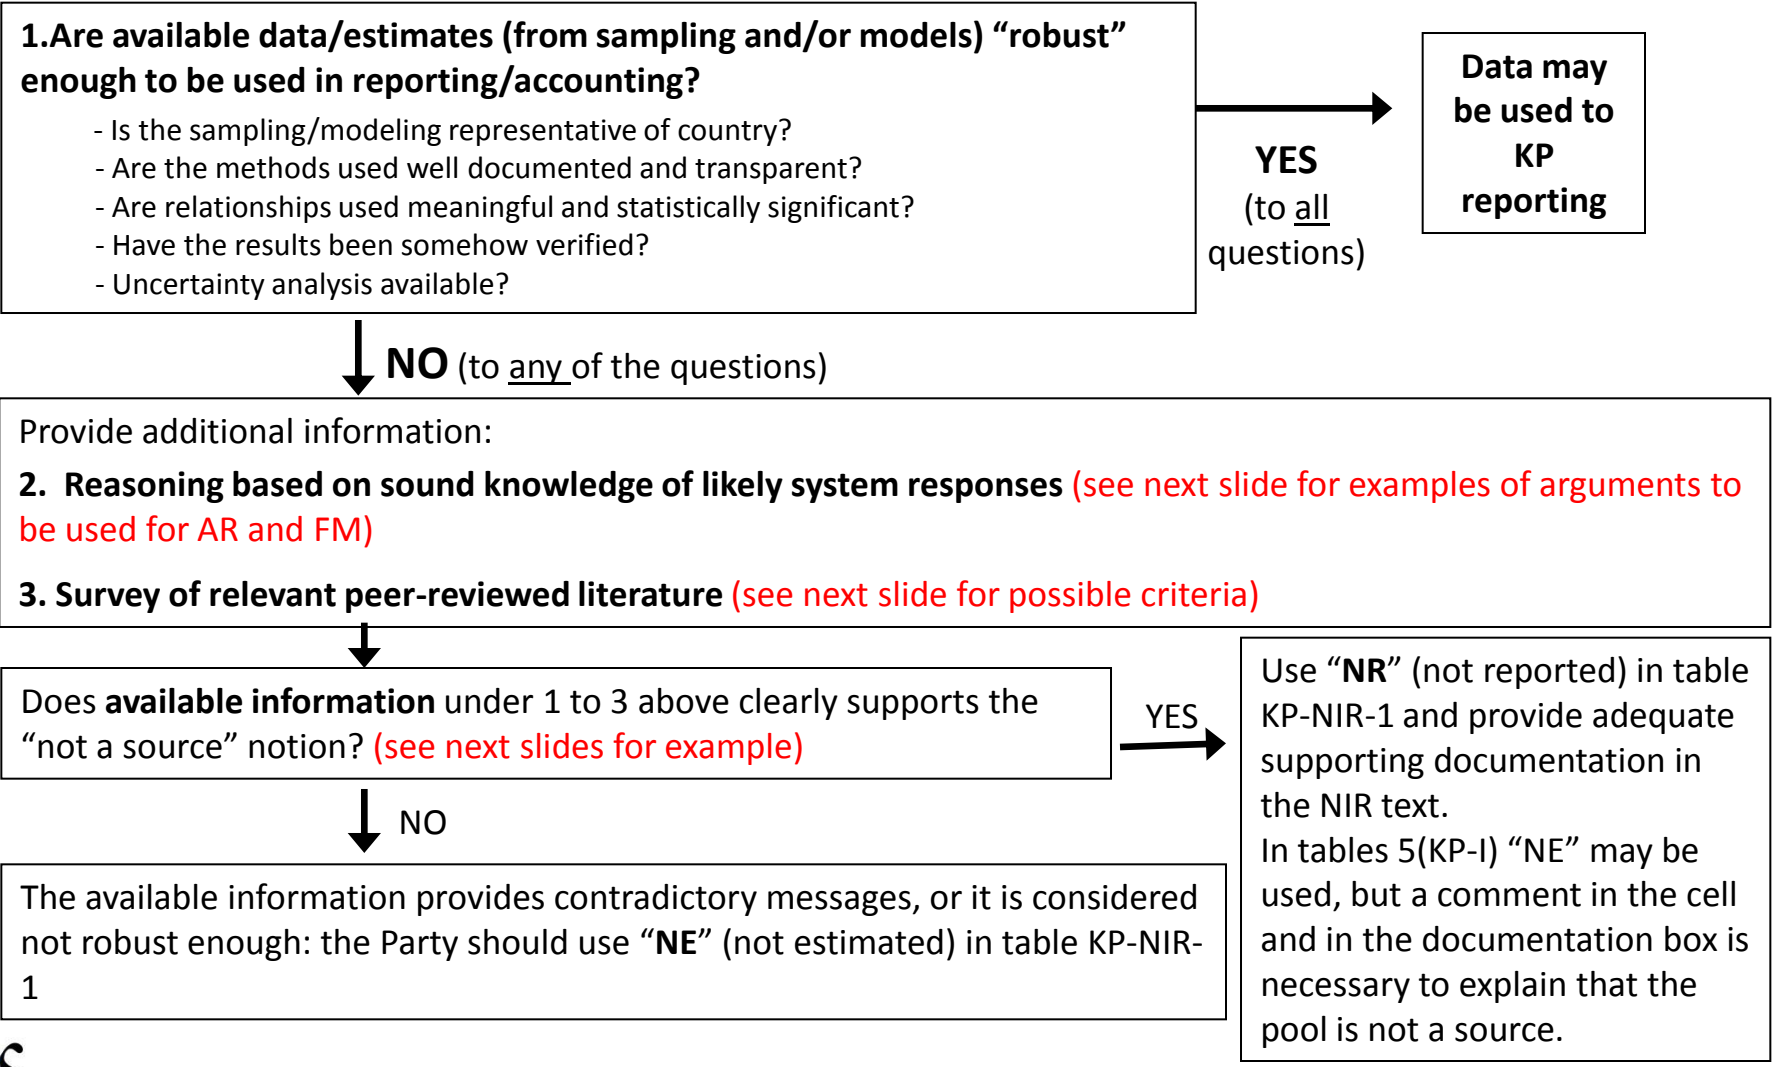 1.Are available data/estimates (from sampling and/or models) “robust”
enough to be used in reporting/accounting?
- Is the sampling/modeling representative of country?
- Are the methods used well documented and transparent?
- Are relationships used meaningful and statistically significant?
- Have the results been somehow verified?
- Uncertainty analysis available?
YES
(to all
questions)
Data may
be used to
KP
reporting
NO (to any of the questions)
Provide additional information:
2. Reasoning based on sound knowledge of likely system responses (see next slide for examples of arguments to
be used for AR and FM)
3. Survey of relevant peer-reviewed literature (see next slide for possible criteria)
Does available information under 1 to 3 above clearly supports the
“not a source” notion? (see next slides for example)
YES
Use “NR” (not reported) in table
KP-NIR-1 and provide adequate
supporting documentation in
the NIR text.
In tables 5(KP-I) “NE” may be
used, but a comment in the cell
and in the documentation box is
necessary to explain that the
pool is not a source.
NO
The available information provides contradictory messages, or it is considered
not robust enough: the Party should use “NE” (not estimated) in table KP-NIR-
1